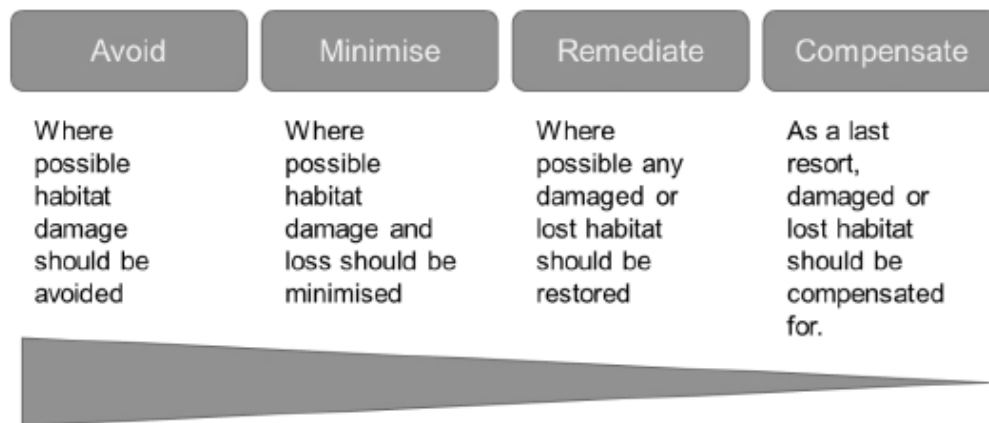 Avoid
Where
possible
habitat
damage
should be
avoided
Minimise
Where
possible
habitat
damage and
loss should be
minimised
Remediate
Where
possible any
damaged or
lost habitat
should be
restored
Compensate
As a last
resort,
damaged or
lost habitat
should be
compensated
for.